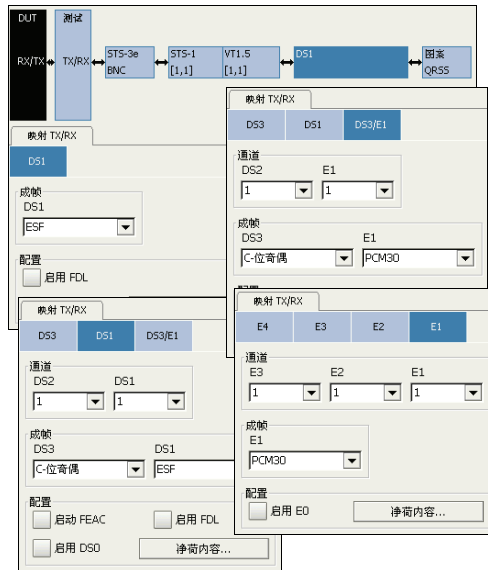 DUT 测试
RX/TX TX/RX STS-3e BNC STS-1 [1,1] VT1.5 [1,1] DS1 图案 QRSS
映射 TX/RX
DS1
成帧
DS1
ESF
配置
启用 FDL
映射 TX/RX
DS3 DS1 DS3/E1
通道
DS2 E1
1 1
成帧
DS3 E1
C-位奇偶 PCM30
映射 TX/RX
DS3 DS1 DS3/E1
通道
DS2 DS1
1 1
成帧
DS3 DS1
C-位奇偶 ESF
配置
启动 FEAC 启用 FDL
启用 DS0 净荷内容...
映射 TX/RX
E4 E3 E2 E1
通道
E3 E2 E1
1 1 1
成帧
E1
PCM30
配置
启用 E0 净荷内容...